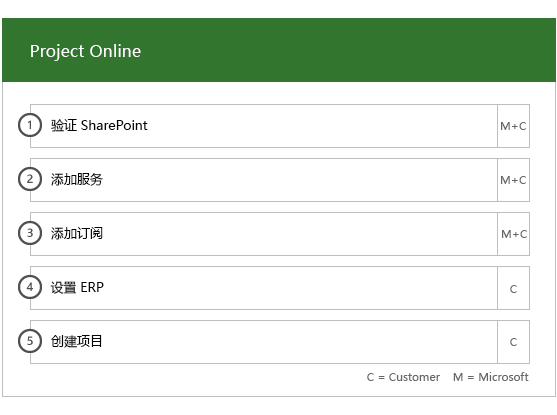 Project Online
1 验证 SharePoint M+C
2 添加服务 M+C
3 添加订阅 M+C
4 设置 ERP C
5 创建项目 C
C = Customer M = Microsoft